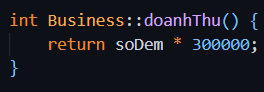 int Business::doanhThu() {
    return soDem * 300000;
}